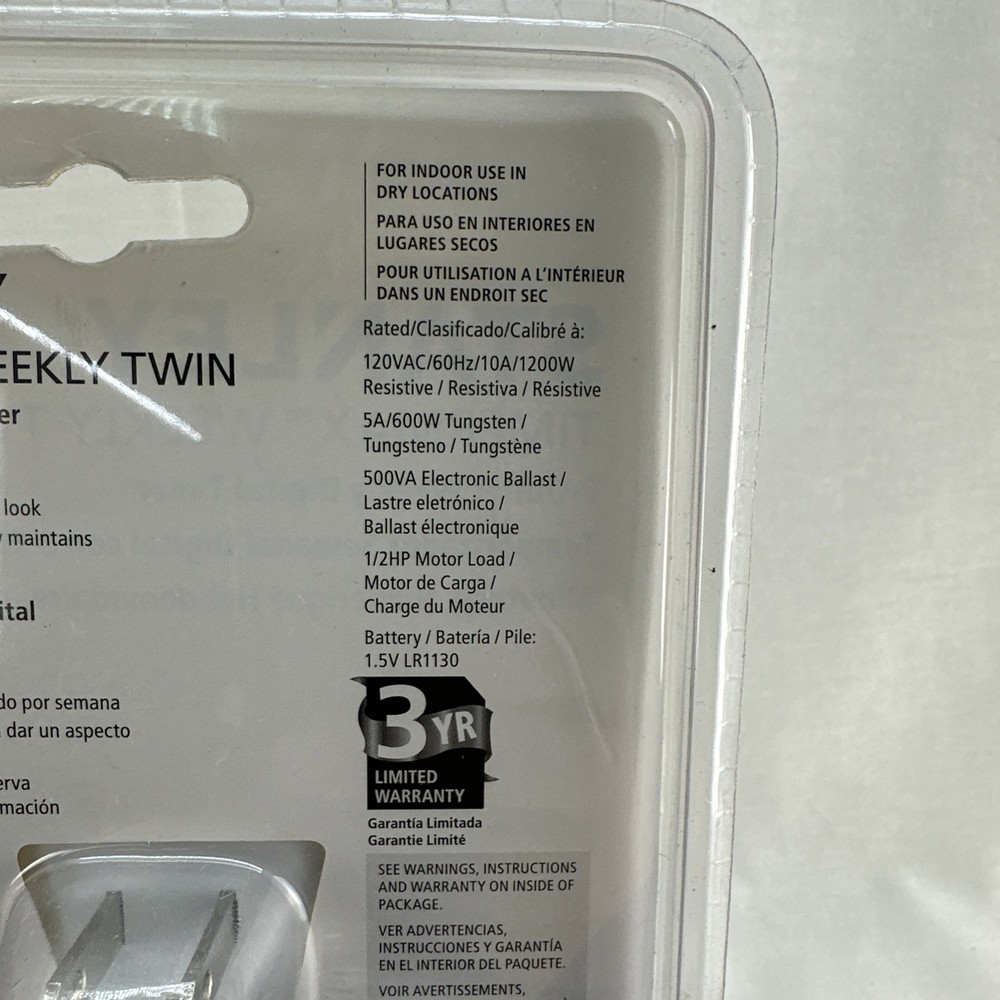 Y
EEKLY TWIN
er
look
maintains
ital
do por semana
dar un aspecto
erva
mación
FOR INDOOR USE IN
DRY LOCATIONS
PARA USO EN INTERIORES EN
LUGARES SECOS
POUR UTILISATION A L'INTÉRIEUR
DANS UN ENDROIT SEC
Rated/Clasificado/Calibré à:
120VAC/60Hz/10A/1200W
Resistive / Resistiva / Résistive
5A/600W Tungsten /
Tungsteno / Tungstène
500VA Electronic Ballast /
Lastre eletrónico /
Ballast électronique
1/2HP Motor Load /
Motor de Carga /
Charge du Moteur
Battery / Batería / Pile:
1.5V LR1130
3 YR
LIMITED
WARRANTY
Garantía Limitada
Garantie Limité
SEE WARNINGS, INSTRUCTIONS
AND WARRANTY ON INSIDE OF
PACKAGE.
VER ADVERTENCIAS,
INSTRUCCIONES Y GARANTÍA
EN EL INTERIOR DEL PAQUETE.
VOIR AVERTISSEMENTS,